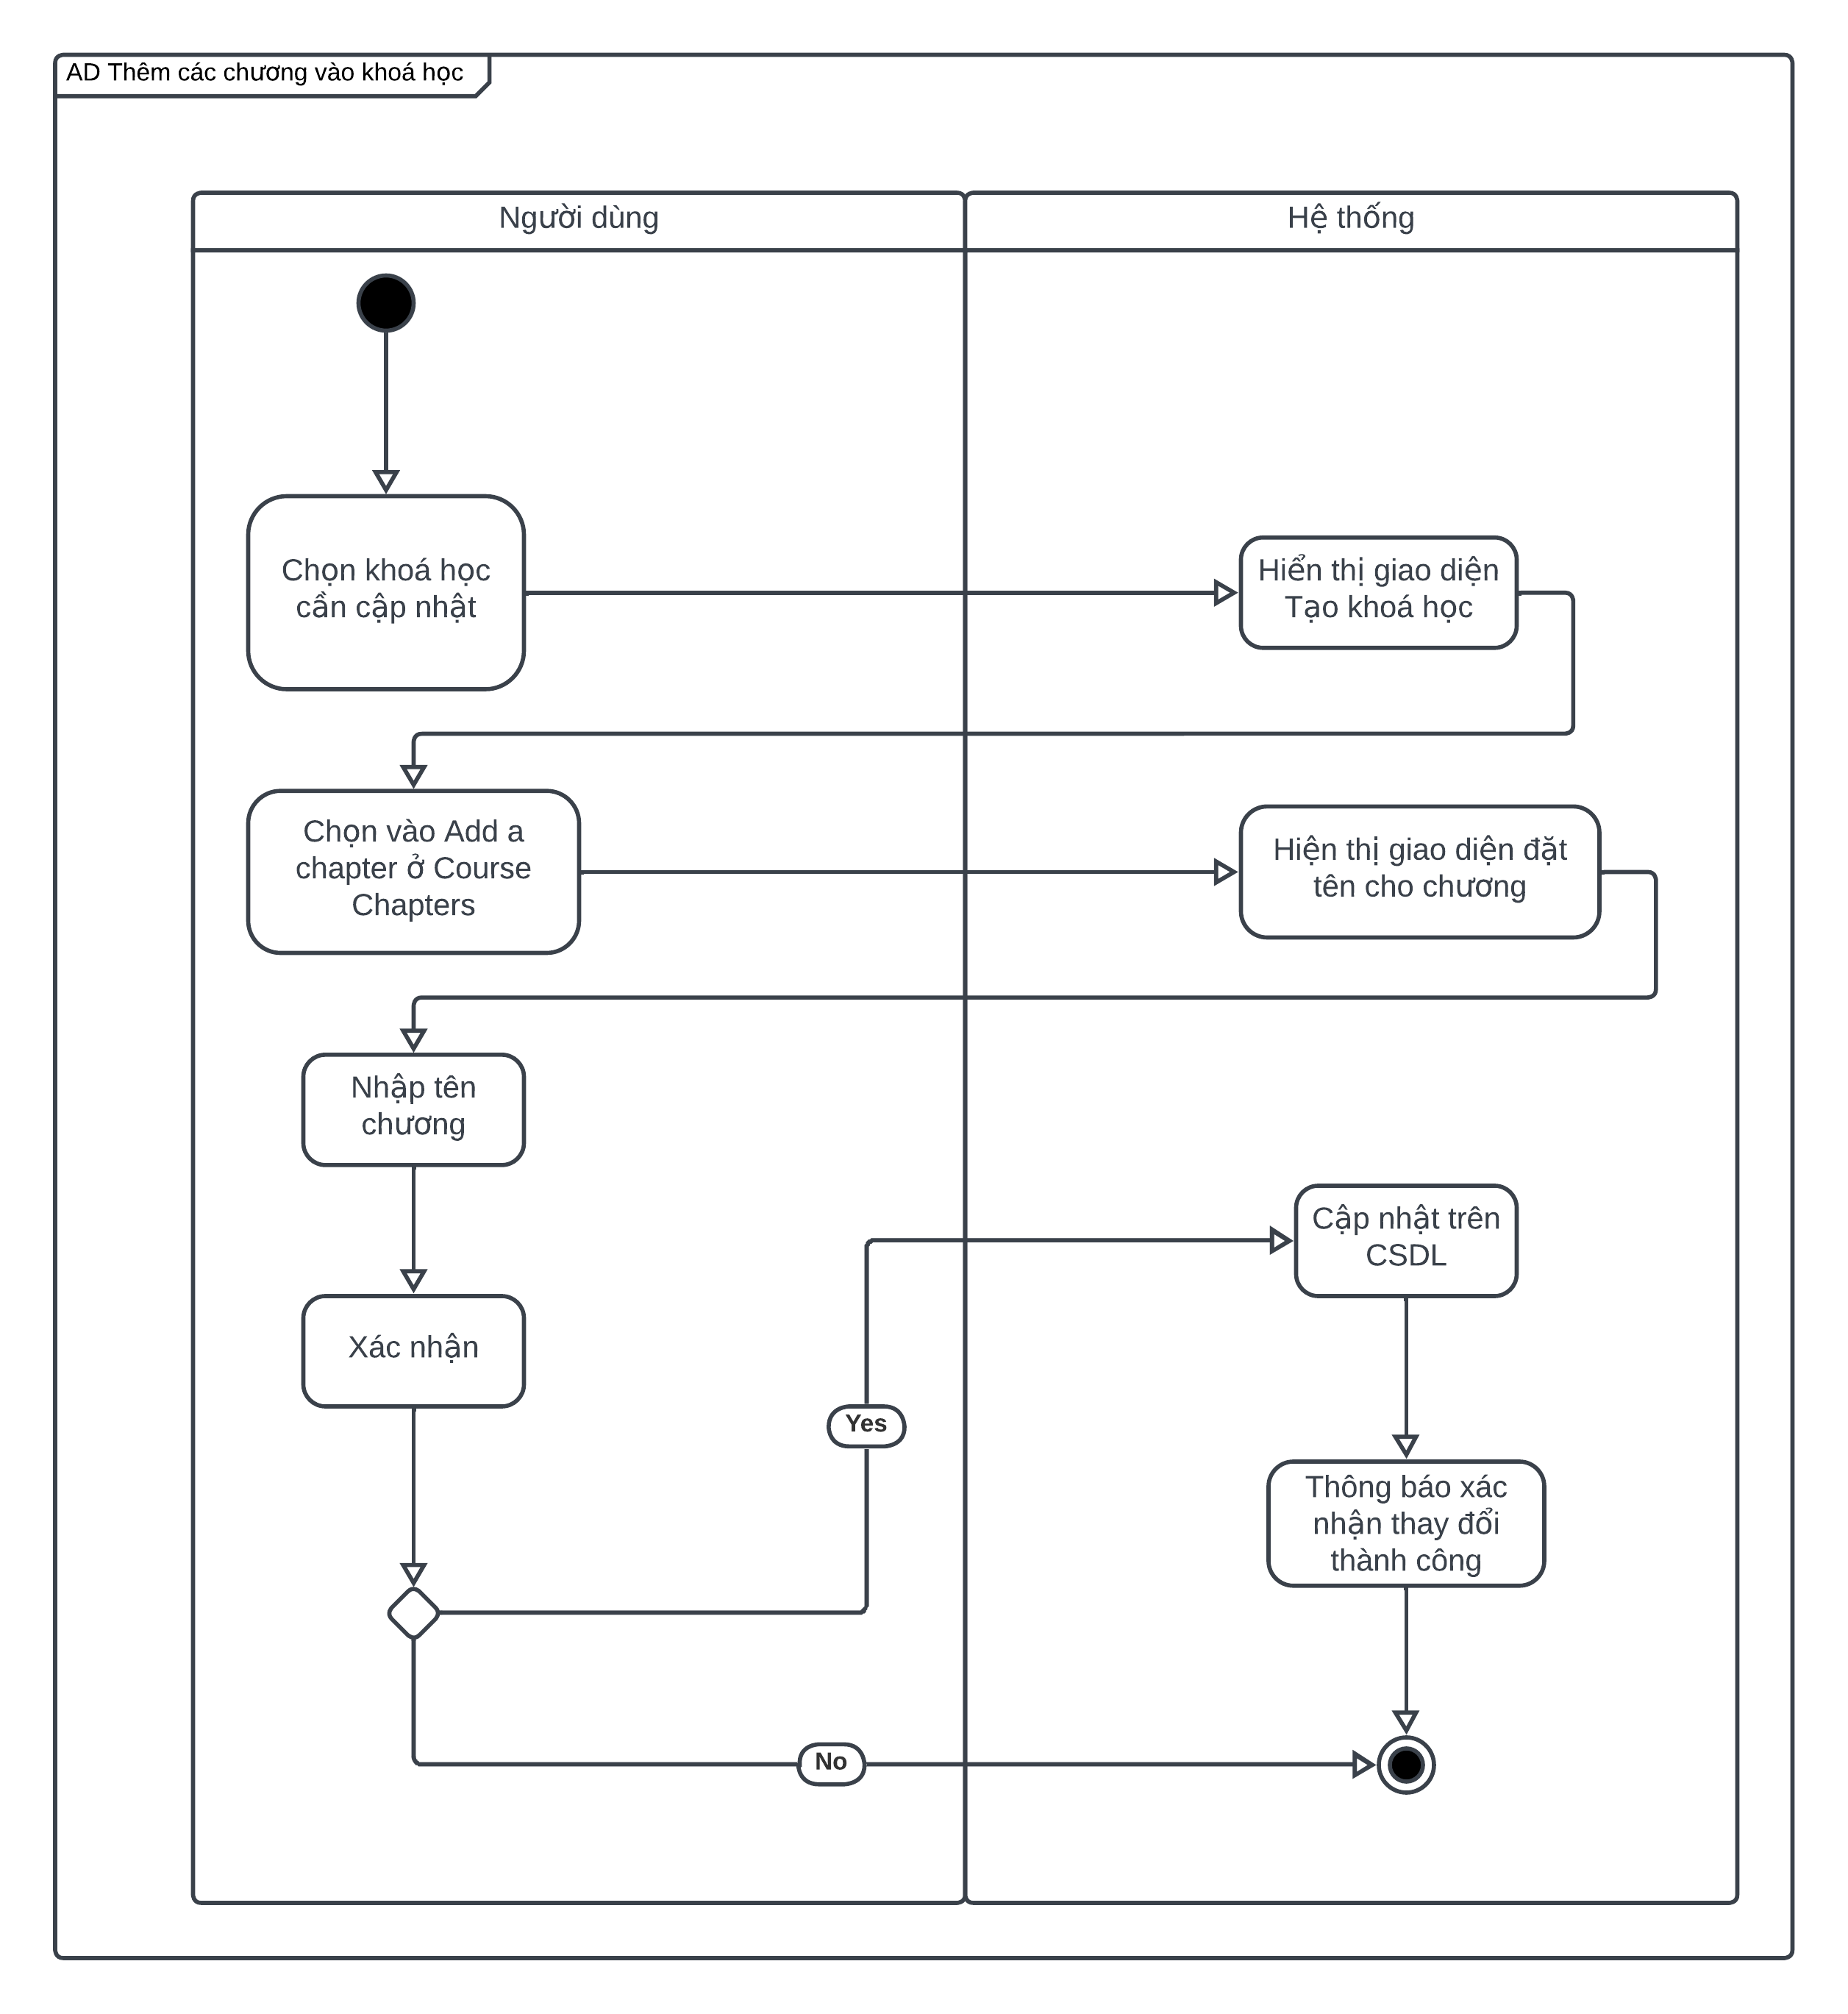 AD Thêm các chương vào khoá học
Người dùng
Hệ thống
Chọn khoá học
cần cập nhật
Hiển thị giao diện
Tạo khoá học
Chọn vào Add a
chapter ở Course
Chapters
Hiện thị giao diện đặt
tên cho chương
Nhập tên
chương
Cập nhật trên
CSDL
Xác nhận
Yes
Thông báo xác
nhận thay đổi
thành công
No